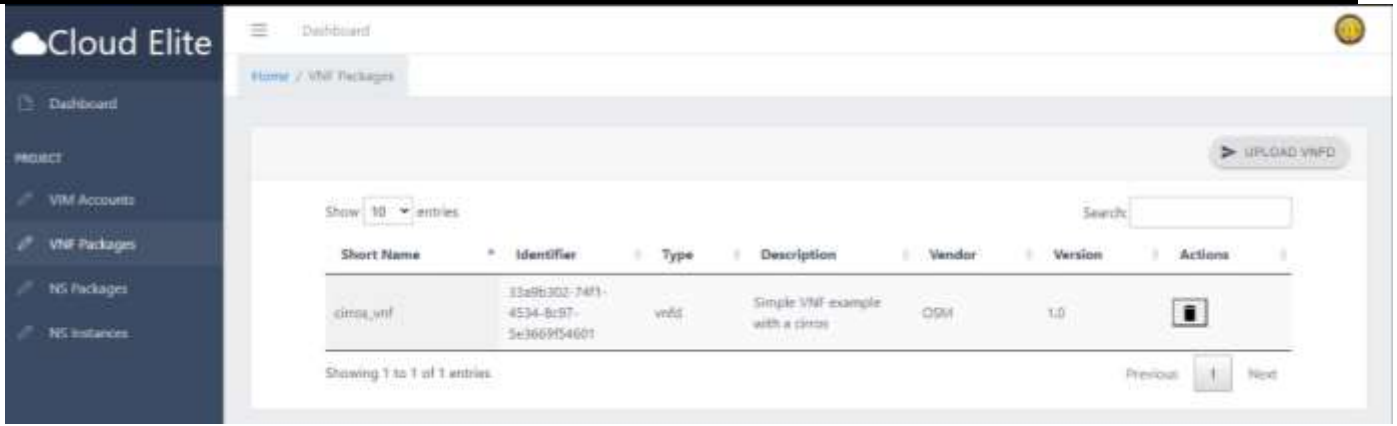 Cloud Elite
Dashboard
Home / VNF Packages
Dashboard
PROJECT
VIM Accounts
VNF Packages
NS Packages
NS Instances
UPLOAD VNFD
Show 10 entries
Search:
Short Name Identifier Type Description Vendor Version Actions
cirros_vnf 33a9b302-74f1-4534-8c97-5e3669f54601 vnfd Simple VNF example with a cirros OSM 1.0
Showing 1 to 1 of 1 entries
Previous 1 Next